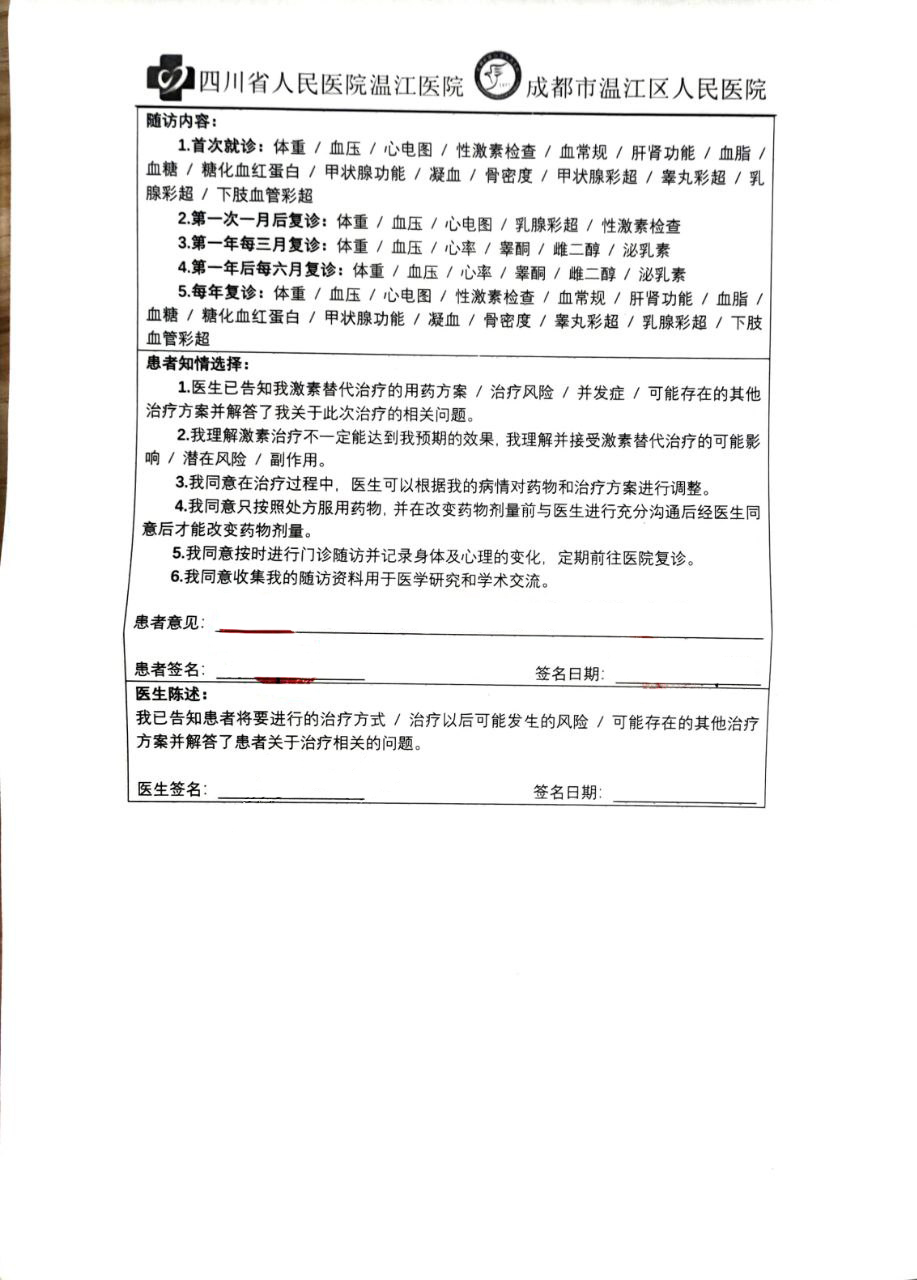 四川省人民医院温江医院 成都市温江区人民医院
随访内容：
1.首次就诊：体重 / 血压 / 心电图 / 性激素检查 / 血常规 / 肝肾功能 / 血脂 /
血糖 / 糖化血红蛋白 / 甲状腺功能 / 凝血 / 骨密度 / 甲状腺彩超 / 睾丸彩超 / 乳
腺彩超 / 下肢血管彩超
2.第一次一月后复诊：体重 / 血压 / 心电图 / 乳腺彩超 / 性激素检查
3.第一年每三月复诊：体重 / 血压 / 心率 / 睾酮 / 雌二醇 / 泌乳素
4.第一年后每六月复诊：体重 / 血压 / 心率 / 睾酮 / 雌二醇 / 泌乳素
5.每年复诊：体重 / 血压 / 心电图 / 性激素检查 / 血常规 / 肝肾功能 / 血脂 /
血糖 / 糖化血红蛋白 / 甲状腺功能 / 凝血 / 骨密度 / 睾丸彩超 / 乳腺彩超 / 下肢
血管彩超
患者知情选择：
1.医生已告知我激素替代治疗的用药方案 / 治疗风险 / 并发症 / 可能存在的其他
治疗方案并解答了我关于此次治疗的相关问题。
2.我理解激素治疗不一定能达到我预期的效果，我理解并接受激素替代治疗的可能影
响 / 潜在风险 / 副作用。
3.我同意在治疗过程中，医生可以根据我的病情对药物和治疗方案进行调整。
4.我同意只按照处方服用药物，并在改变药物剂量前与医生进行充分沟通后经医生同
意后才能改变药物剂量。
5.我同意按时进行门诊随访并记录身体及心理的变化，定期前往医院复诊。
6.我同意收集我的随访资料用于医学研究和学术交流。
患者意见：
患者签名： 签名日期：
医生陈述：
我已告知患者将要进行的治疗方式 / 治疗以后可能发生的风险 / 可能存在的其他治疗
方案并解答了患者关于治疗相关的问题。
医生签名： 签名日期：